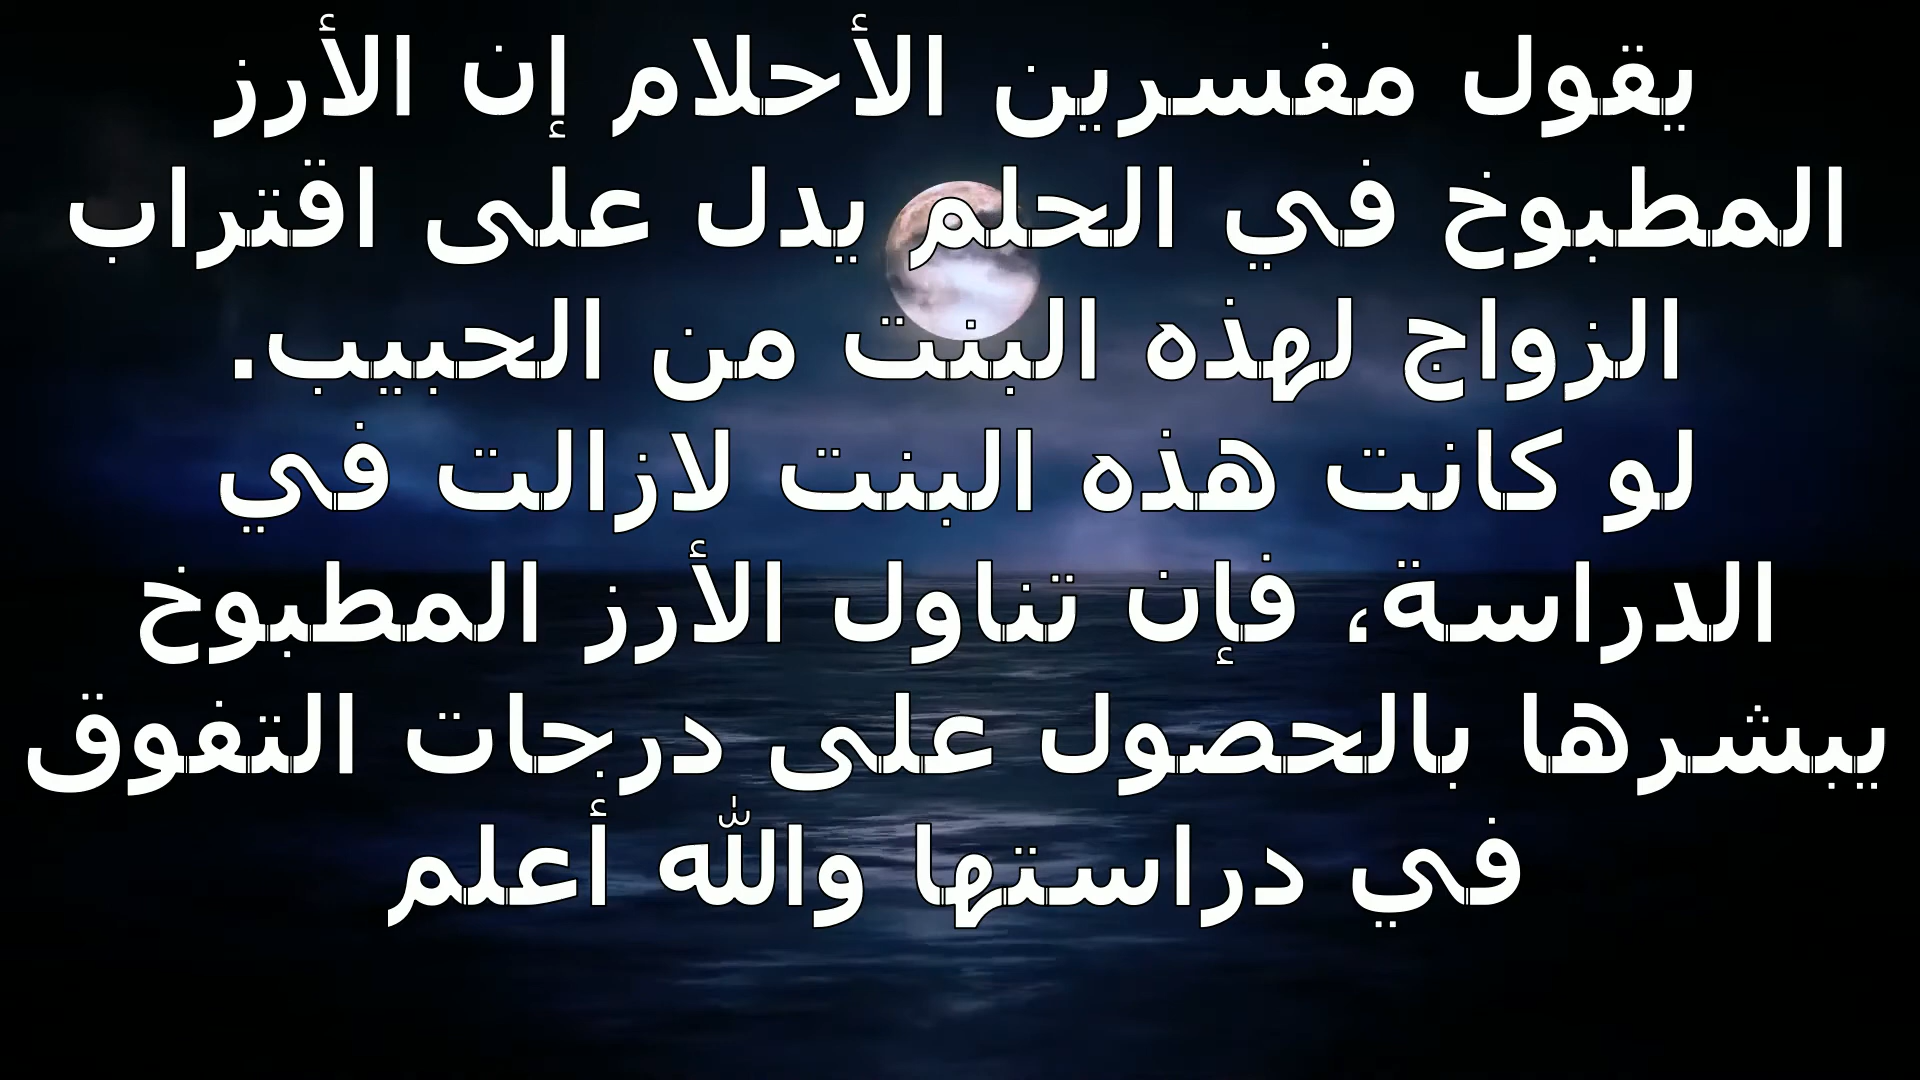 يقول مفسرين الأحلام إن الأرز
المطبوخ في الحلم يدل على اقتراب
الزواج لهذه البنت من الحبيب.
لو كانت هذه البنت لازالت في
الدراسة، فإن تناول الأرز المطبوخ
يبشرها بالحصول على درجات التفوق
في دراستها والله أعلم